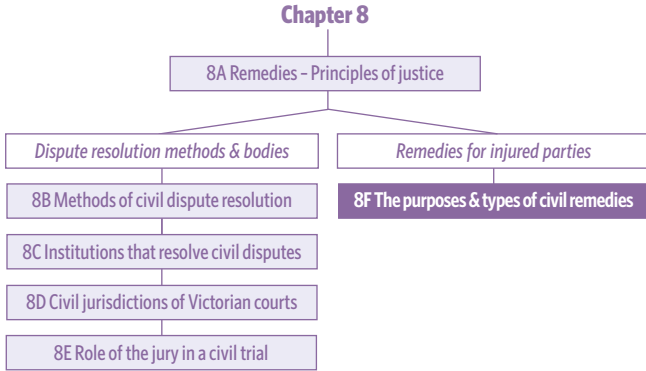 Chapter 8
8A Remedies – Principles of justice
Dispute resolution methods & bodies
Remedies for injured parties
8B Methods of civil dispute resolution
8F The purposes & types of civil remedies
8C Institutions that resolve civil disputes
8D Civil jurisdictions of Victorian courts
8E Role of the jury in a civil trial